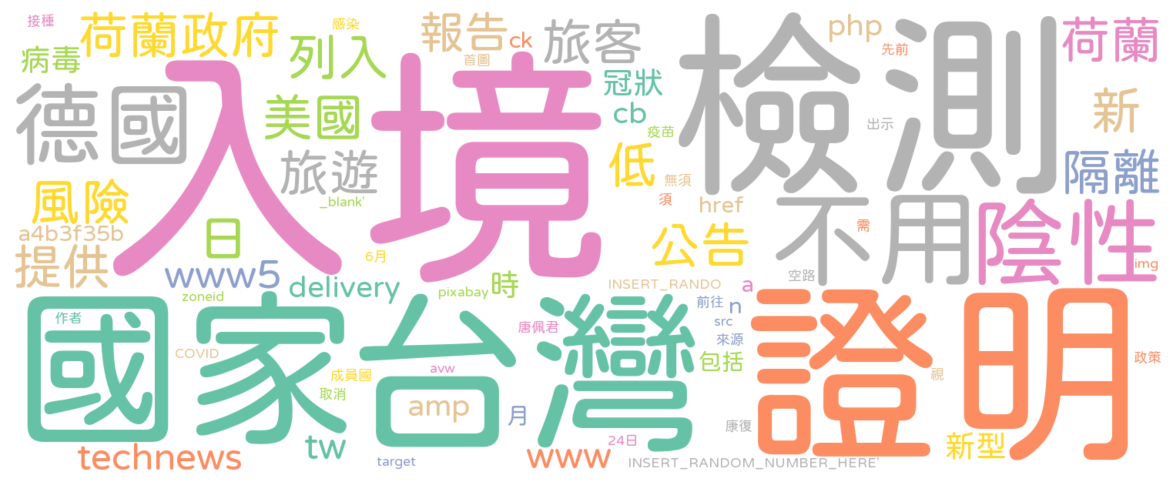 接種
荷蘭政府
感染
列入
報告
ck
首圖
旅客
php
先前
荷蘭
病毒
德國
美國
入境
冠狀
cb
疫苗
檢測
出示
新
旅遊
_blank'
低
無須
須
href
隔離
風險
a4b3f35b
提供
日
6月
公告
不用
需
陰性
img
www5
zoneid
delivery
pixabay
時
INSERT_RANDO
a
空路
前往
n
src
來源
包括
作者
COVID
國家
台灣
唐佩君
證明
政策
avw
成員國
取消
amp
月
視
康復
24日
新型
technews
tw
target
www
INSERT_RANDOM_NUMBER_HERE'